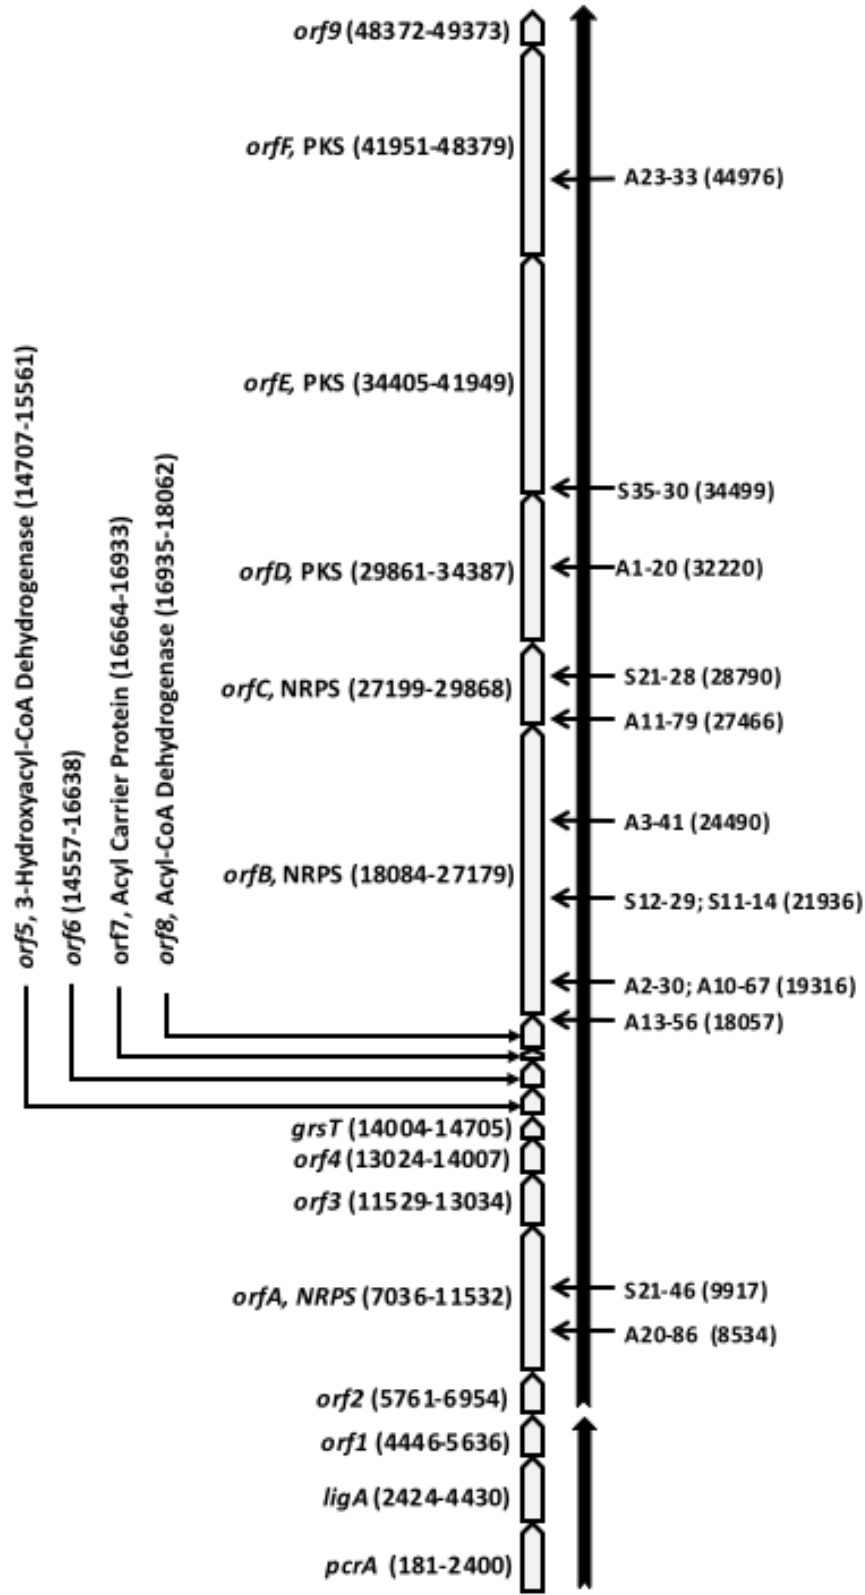 orf9 (48372-49373)
orfF, PKS (41951-48379)
A23-33 (44976)
orfE, PKS (34405-41949)
S35-30 (34499)
orfD, PKS (29861-34387)
A1-20 (32220)
S21-28 (28790)
orfC, NRPS (27199-29868)
A11-79 (27466)
A3-41 (24490)
orfB, NRPS (18084-27179)
S12-29; S11-14 (21936)
A2-30; A10-67 (19316)
A13-56 (18057)
orf5, 3-Hydroxyacyl-CoA Dehydrogenase (14707-15561)
orf6 (14557-16638)
orf7, Acyl Carrier Protein (16664-16933)
orf8, Acyl-CoA Dehydrogenase (16935-18062)
grsT (14004-14705)
orf4 (13024-14007)
orf3 (11529-13034)
orfA, NRPS (7036-11532)
S21-46 (9917)
A20-86 (8534)
orf2 (5761-6954)
orf1 (4446-5636)
ligA (2424-4430)
pcrA (181-2400)